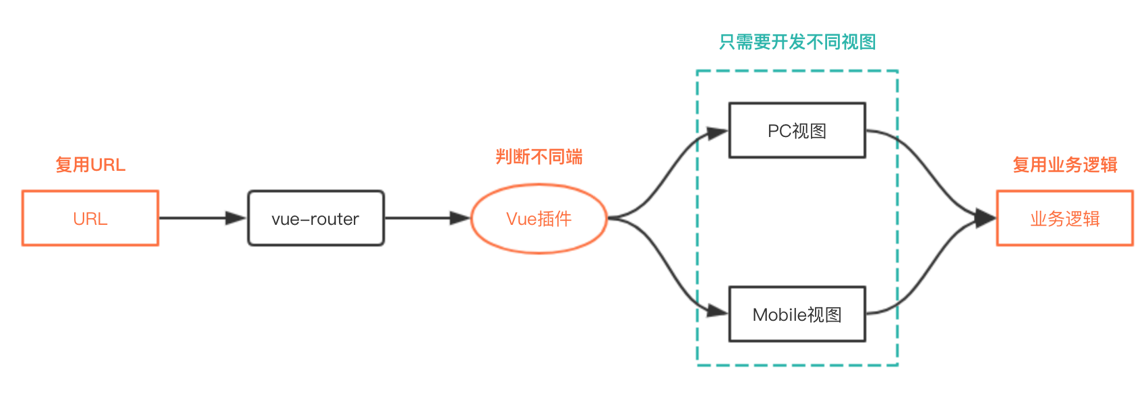 只需要开发不同视图
PC视图
复用URL
判断不同端
复用业务逻辑
URL
vue-router
Vue插件
业务逻辑
Mobile视图